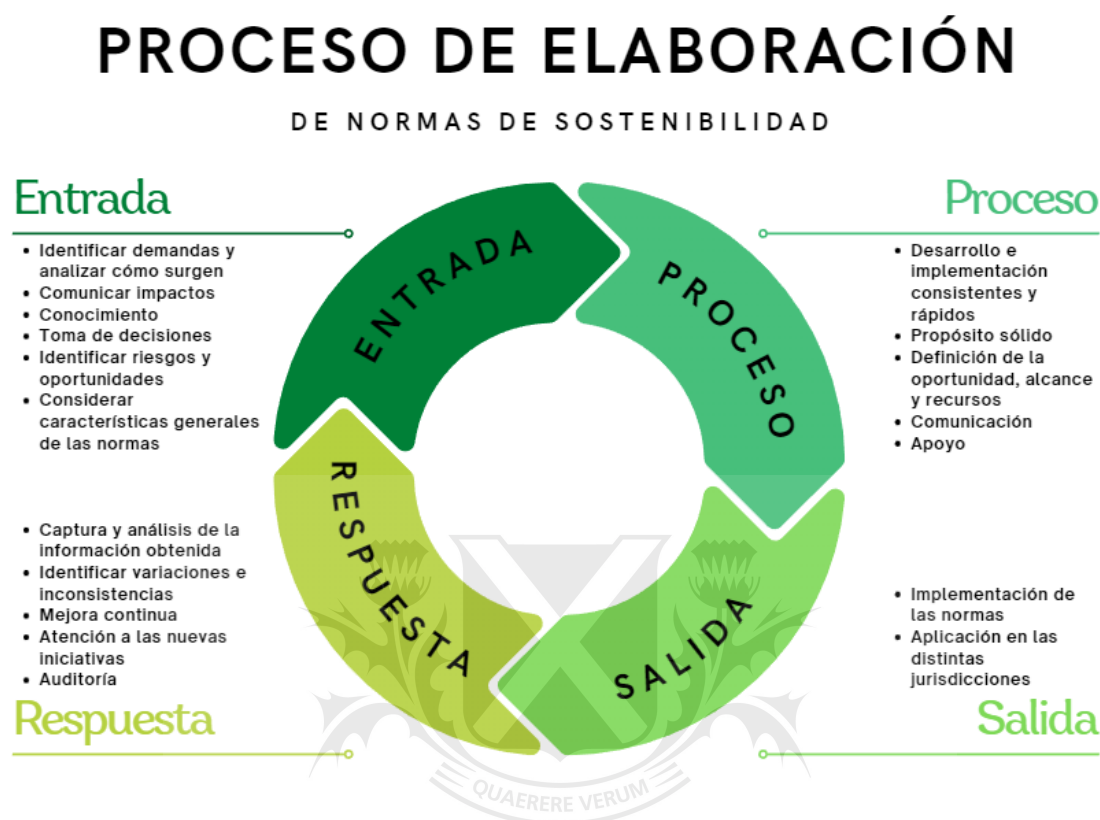 PROCESO DE ELABORACIÓN
DE NORMAS DE SOSTENIBILIDAD
Entrada
• Identificar demandas y
analizar cómo surgen
• Comunicar impactos
• Conocimiento
• Toma de decisiones
• Identificar riesgos y
oportunidades
• Considerar
características generales
de las normas
ENTRADA
PROCESO
Proceso
• Desarrollo e
implementación
consistentes y
rápidos
• Propósito sólido
• Definición de la
oportunidad, alcance
y recursos
• Comunicación
• Apoyo
• Captura y análisis de la
información obtenida
• Identificar variaciones e
inconsistencias
• Mejora continua
• Atención a las nuevas
iniciativas
• Auditoría
Respuesta
RESPUESTA
SALIDA
• Implementación de
las normas
• Aplicación en las
distintas
jurisdicciones
Salida
QUAERERE VERUM